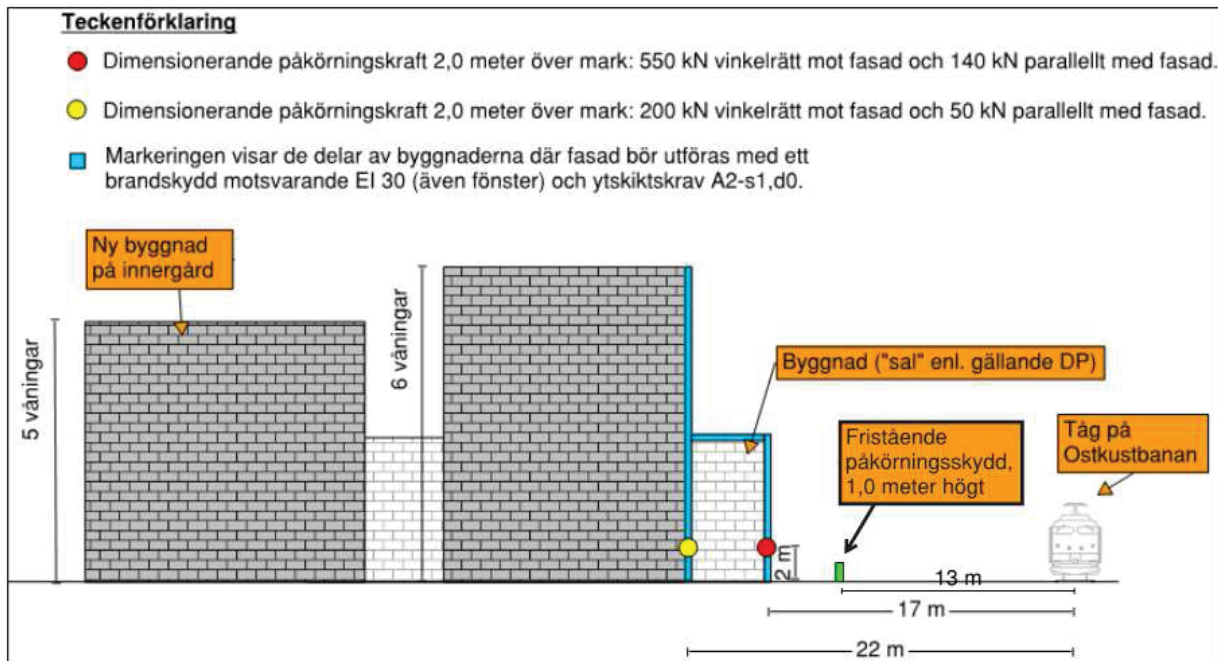 Teckenförklaring
Dimensionerande påkörningskraft 2,0 meter över mark: 550 kN vinkelrätt mot fasad och 140 kN parallellt med fasad.
Dimensionerande påkörningskraft 2,0 meter över mark: 200 kN vinkelrätt mot fasad och 50 kN parallellt med fasad.
Markeringen visar de delar av byggnaderna där fasad bör utföras med ett
brandskydd motsvarande EI 30 (även fönster) och ytskiktskrav A2-s1,d0.
Ny byggnad
på innergård
5 våningar
6 våningar
Byggnad ("sal" enl. gällande DP)
Fristående
påkörningsskydd,
1,0 meter högt
Tåg på
Ostkustbanan
2 m
13 m
17 m
22 m